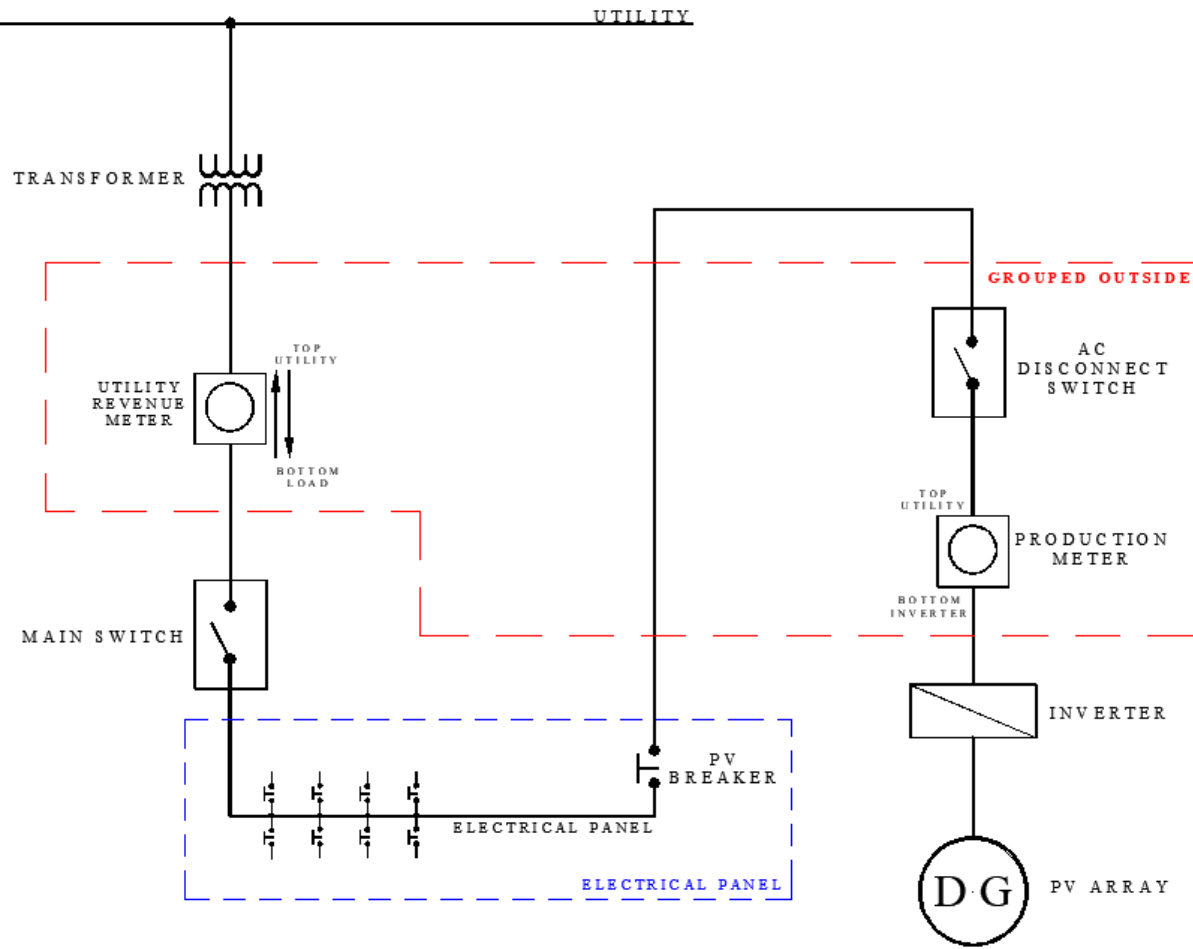 UTILITY
TRANSFORMER
GROUPED OUTSIDE
TOP
UTILITY
UTILITY
REVENUE
METER
BOTTOM
LOAD
AC
DISCONNECT
SWITCH
TOP
UTILITY
PRODUCTION
METER
BOTTOM
INVERTER
MAIN SWITCH
INVERTER
PV
BREAKER
ELECTRICAL PANEL
ELECTRICAL PANEL
D·G
PV ARRAY